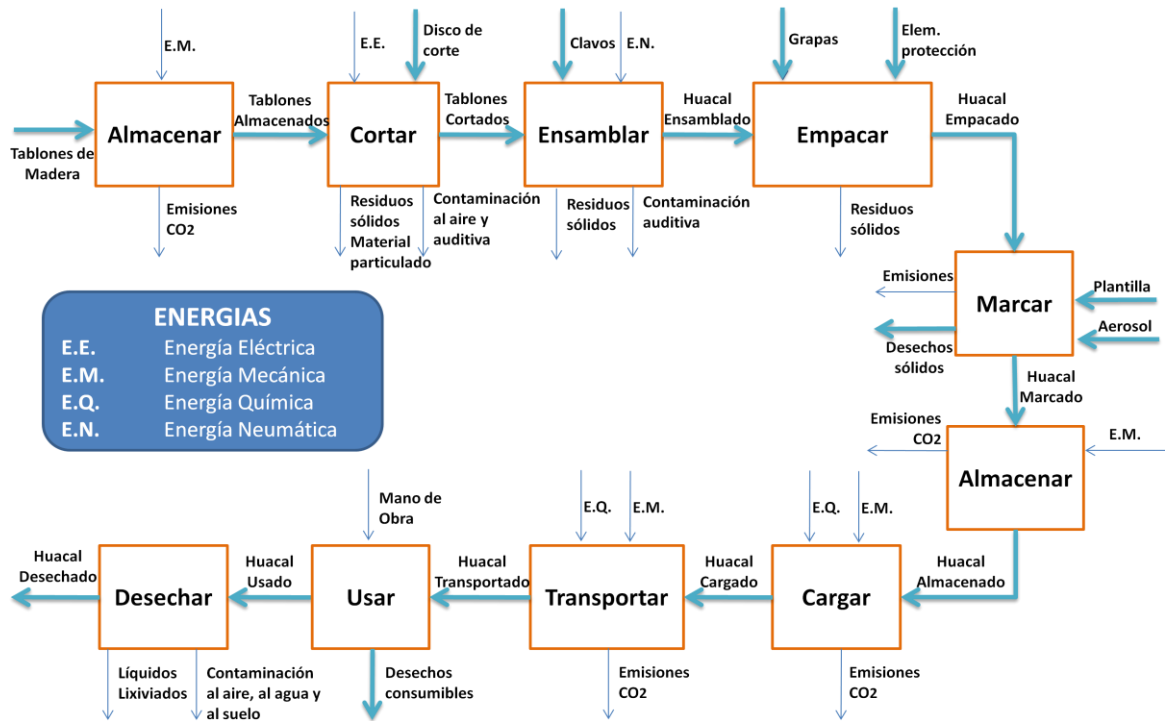 E.M.
E.E.
Disco de
corte
Clavos
E.N.
Grapas
Elem.
protección
Tablones de
Madera
Almacenar
Tablones
Almacenados
Cortar
Tablones
Cortados
Ensamblar
Huacal
Ensamblado
Empacar
Huacal
Empacado
Emisiones
CO2
Residuos
sólidos
Material
particulado
Contaminación
al aire y
auditiva
Residuos
sólidos
Contaminación
auditiva
Residuos
sólidos
Emisiones
Desechos
sólidos
Marcar
Plantilla
Aerosol
ENERGIAS
E.E. Energía Eléctrica
E.M. Energía Mecánica
E.Q. Energía Química
E.N. Energía Neumática
Huacal
Marcado
Emisiones
CO2
Almacenar
E.M.
Huacal
Almacenado
E.Q.
E.M.
Cargar
Emisiones
CO2
Huacal
Cargado
E.Q.
E.M.
Transportar
Emisiones
CO2
Huacal
Transportado
Mano de
Obra
Usar
Desechos
consumibles
Huacal
Usado
Desechar
Líquidos
Lixiviados
Contaminación
al aire, al agua y
al suelo
Huacal
Desechado